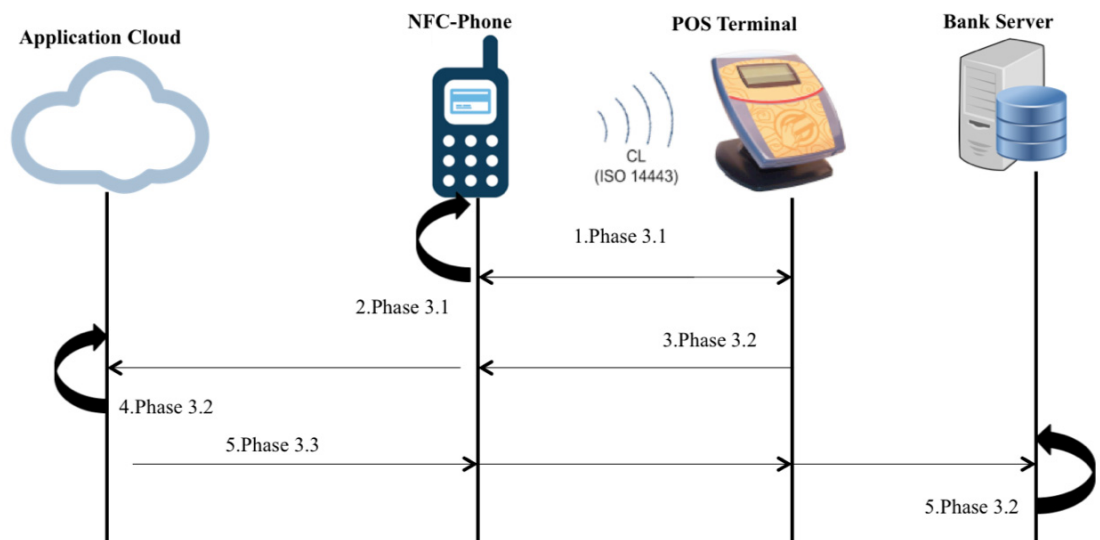 Application Cloud
NFC-Phone
POS Terminal
Bank Server
CL
(ISO 14443)
1.Phase 3.1
2.Phase 3.1
3.Phase 3.2
4.Phase 3.2
5.Phase 3.3
5.Phase 3.2